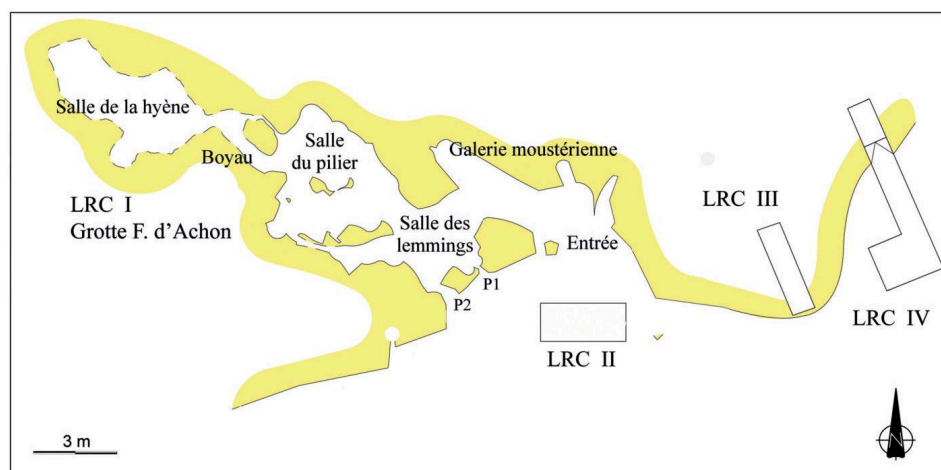 Salle de la hyène
Salle
du pilier
Boyau
Galerie moustérienne
LRC I
Grotte F. d'Achon
Salle des
lemmings
Entrée
LRC III
P1
P2
LRC II
LRC IV
3 m
N